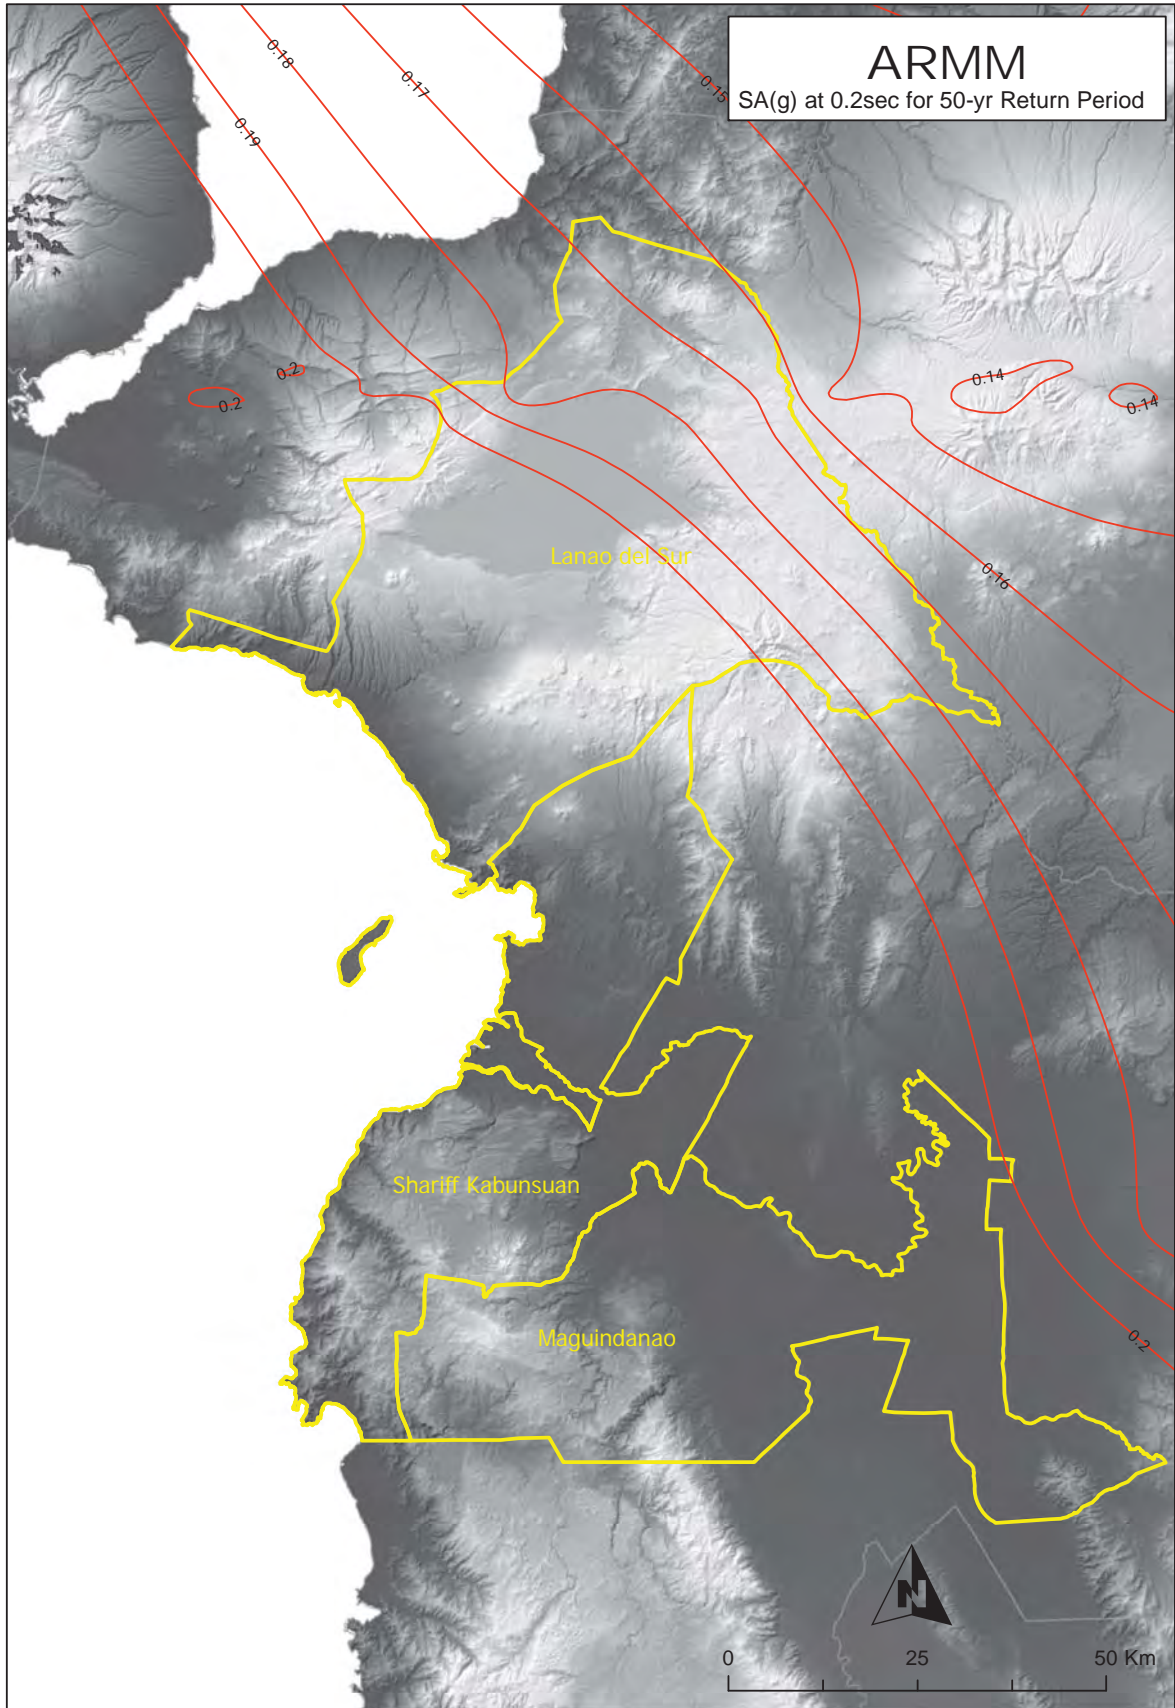 ARMM
SA(g) at 0.2sec for 50-yr Return Period
0.18
0.17
0.15
0.19
0.2
0.2
0.14
0.14
Lanao del Sur
0.16
Shariff Kabunsuan
Maguindanao
0.2
N
0 25 50 Km